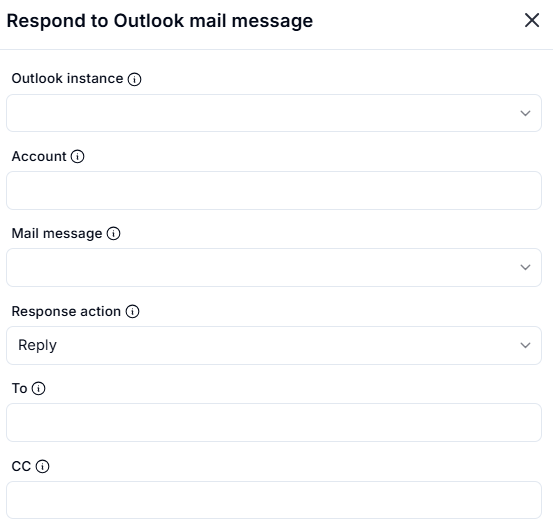 Respond to Outlook mail message
Outlook instance
Account
Mail message
Response action
Reply
To
CC